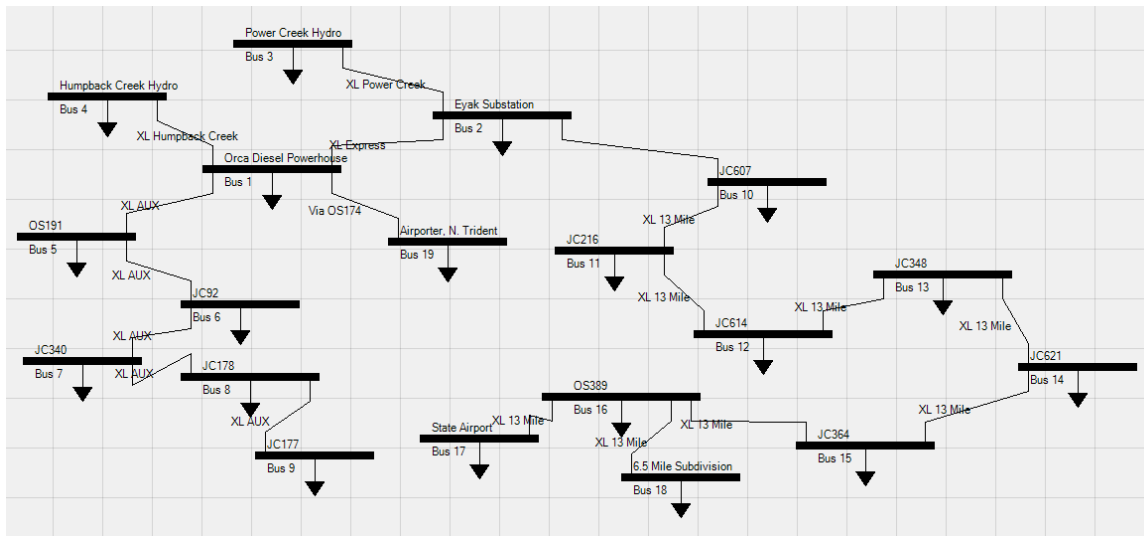 Power Creek Hydro
Bus 3
XL Power Creek
Humpback Creek Hydro
Bus 4
XL Humpback Creek
Eyak Substation
Bus 2
XL Express
Orca Diesel Powerhouse
Bus 1
XL AUX
Via OS174
JC607
Bus 10
XL 13 Mile
OS191
Bus 5
XL AUX
Airporter, N. Trident
Bus 19
JC216
Bus 11
XL 13 Mile
JC348
Bus 13
XL 13 Mile
XL 13 Mile
JC92
Bus 6
XL AUX
JC614
Bus 12
JC340
Bus 7
XL AUX
JC178
Bus 8
XL AUX
JC621
Bus 14
XL 13 Mile
OS389
Bus 16
XL 13 Mile
XL 13 Mile
XL 13 Mile
State Airport
Bus 17
JC364
Bus 15
JC177
Bus 9
6.5 Mile Subdivision
Bus 18